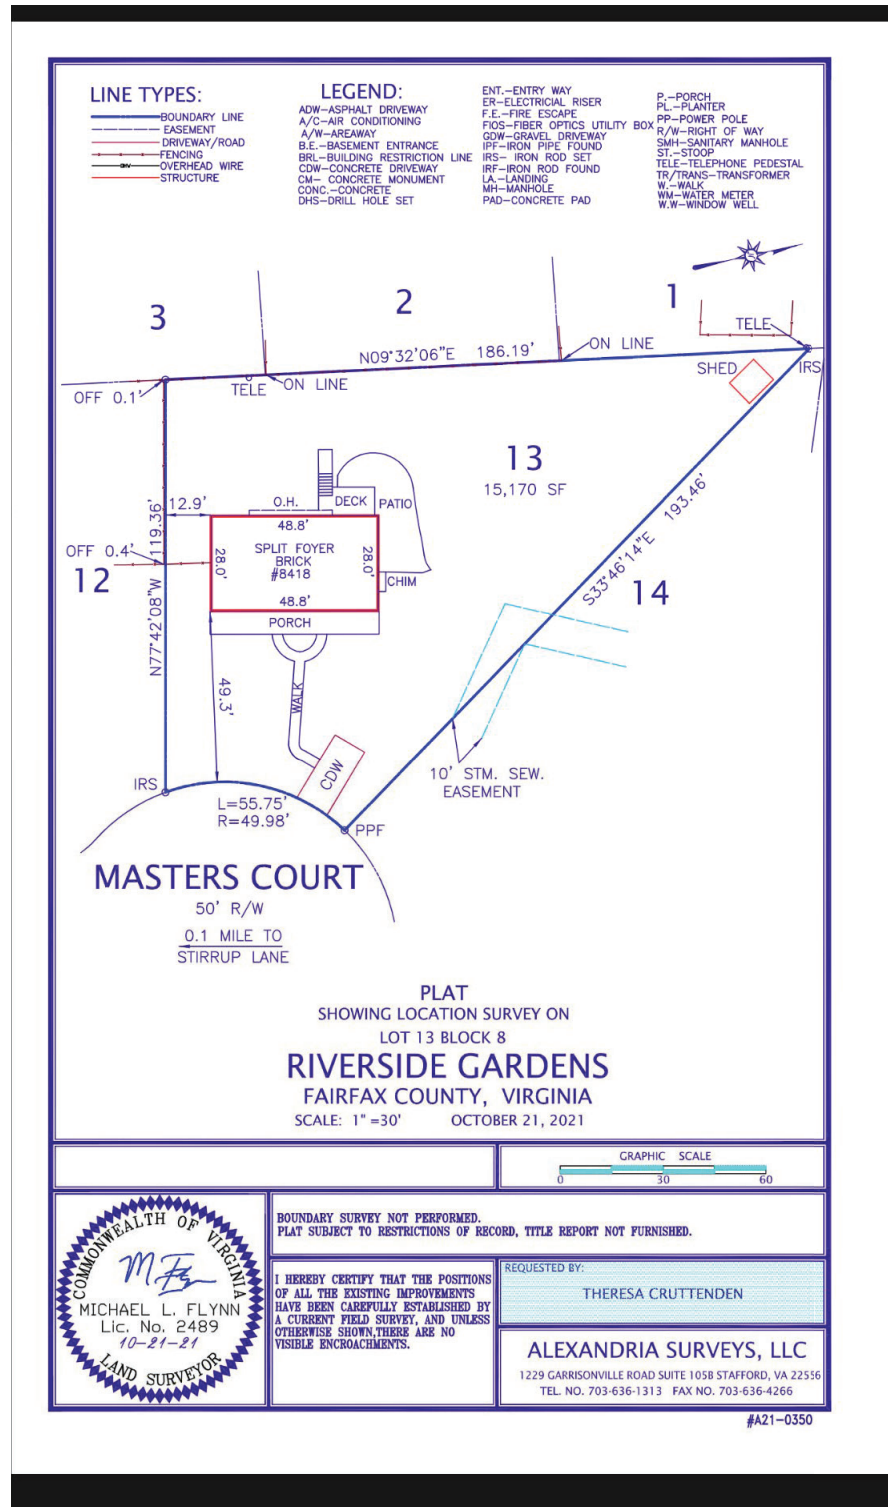 LINE TYPES:
BOUNDARY LINE
EASEMENT
DRIVEWAY/ROAD
FENCING
OHW
OVERHEAD WIRE
STRUCTURE
LEGEND:
ADW-ASPHALT DRIVEWAY
A/C-AIR CONDITIONING
A/W-AREAWAY
B.E.-BASEMENT ENTRANCE
BRL-BUILDING RESTRICTION LINE
CDW-CONCRETE DRIVEWAY
CM- CONCRETE MONUMENT
CONC.-CONCRETE
DHS-DRILL HOLE SET
ENT.-ENTRY WAY
ER-ELECTRICIAL RISER
F.E.-FIRE ESCAPE
FIOS-FIBER OPTICS UTILITY BOX
GDW-GRAVEL DRIVEWAY
IPF-IRON PIPE FOUND
IRS- IRON ROD SET
IRF-IRON ROD FOUND
LA.-LANDING
MH-MANHOLE
PAD-CONCRETE PAD
P.-PORCH
PL.-PLANTER
PP-POWER POLE
R/W-RIGHT OF WAY
SMH-SANITARY MANHOLE
ST.-STOOP
TELE-TELEPHONE PEDESTAL
TR/TRANS-TRANSFORMER
W.-WALK
WM-WATER METER
W.W-WINDOW WELL
3
2
1
TELE
N09°32'06"E 186.19'
ON LINE
TELE
ON LINE
OFF 0.1'
SHED
IRS
13
15,170 SF
12.9'
O.H.
DECK
PATIO
48.8'
SPLIT FOYER
BRICK
#8418
28.0'
28.0'
48.8'
CHIM
PORCH
OFF 0.4'
12
N77°42'08"W 119.36'
S33°46'14"E 193.46'
14
49.3'
WALK
CDW
10' STM. SEW.
EASEMENT
IRS
L=55.75'
R=49.98'
PPF
MASTERS COURT
50' R/W
0.1 MILE TO
STIRRUP LANE
PLAT
SHOWING LOCATION SURVEY ON
LOT 13 BLOCK 8
RIVERSIDE GARDENS
FAIRFAX COUNTY, VIRGINIA
SCALE: 1" =30' OCTOBER 21, 2021
GRAPHIC SCALE
0 30 60
COMMONWEALTH OF VIRGINIA
MICHAEL L. FLYNN
Lic. No. 2489
10-21-21
LAND SURVEYOR
BOUNDARY SURVEY NOT PERFORMED.
PLAT SUBJECT TO RESTRICTIONS OF RECORD, TITLE REPORT NOT FURNISHED.
I HEREBY CERTIFY THAT THE POSITIONS
OF ALL THE EXISTING IMPROVEMENTS
HAVE BEEN CAREFULLY ESTABLISHED BY
A CURRENT FIELD SURVEY, AND UNLESS
OTHERWISE SHOWN,THERE ARE NO
VISIBLE ENCROACHMENTS.
REQUESTED BY:
THERESA CRUTTENDEN
ALEXANDRIA SURVEYS, LLC
1229 GARRISONVILLE ROAD SUITE 105B STAFFORD, VA 22556
TEL. NO. 703-636-1313 FAX NO. 703-636-4266
#A21-0350